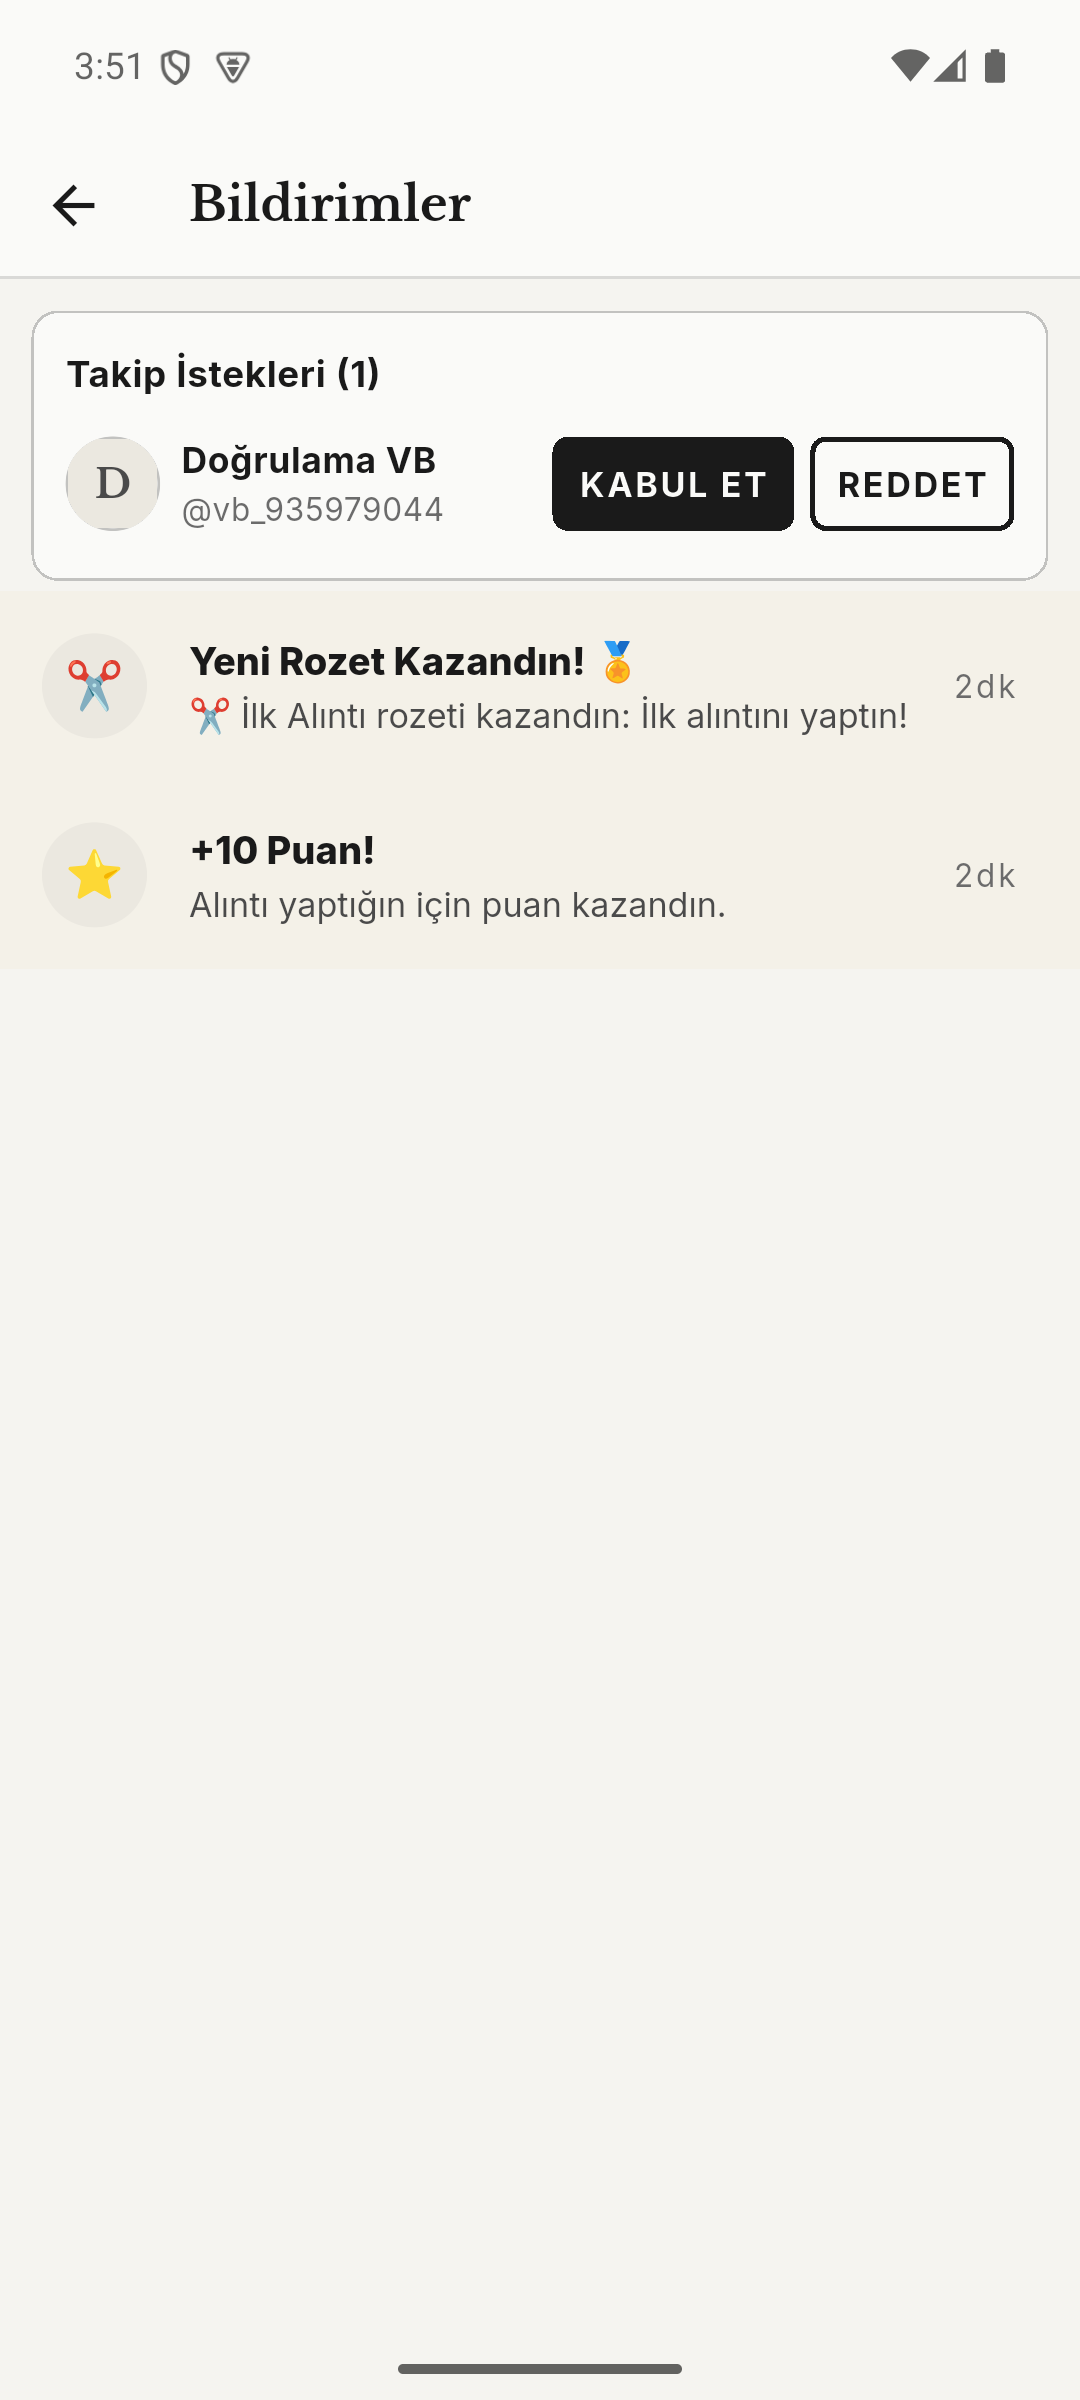 3:51
Bildirimler
Takip İstekleri (1)
D
Doğrulama VB
@vb_935979044
KABUL ET
REDDET
Yeni Rozet Kazandın! 🏅
✂️ İlk Alıntı rozeti kazandın: İlk alıntını yaptın!
2dk
+10 Puan!
Alıntı yaptığın için puan kazandın.
2dk